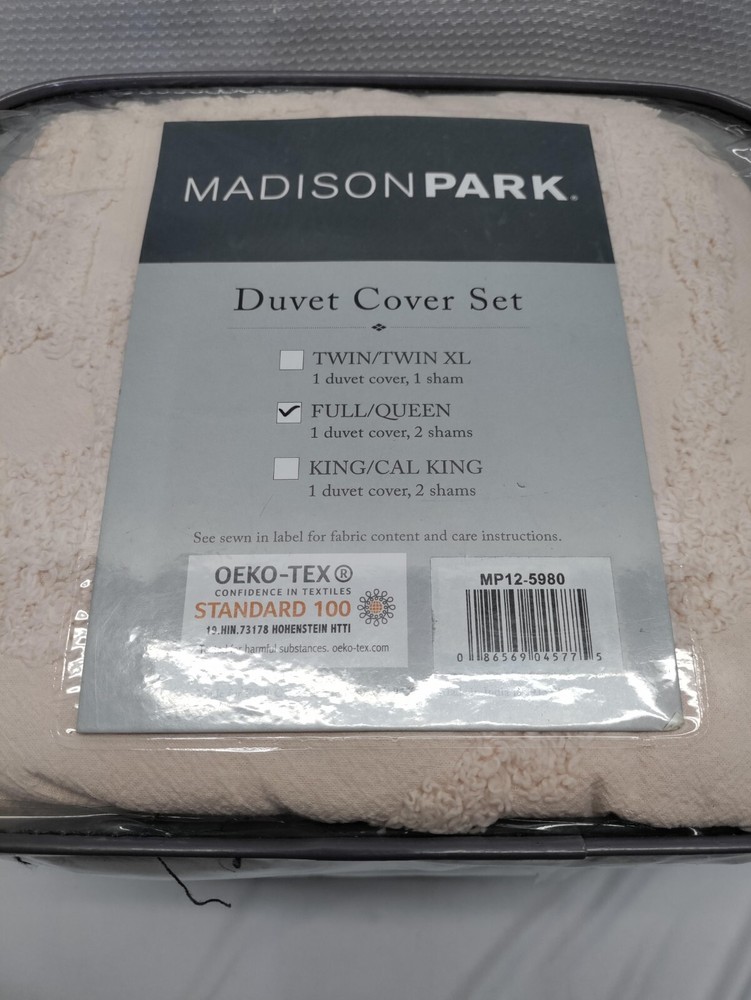 MADISONPARK®
Duvet Cover Set
TWIN/TWIN XL
1 duvet cover, 1 sham
FULL/QUEEN
1 duvet cover, 2 shams
KING/CAL KING
1 duvet cover, 2 shams
See sewn in label for fabric content and care instructions.
OEKO-TEX®
CONFIDENCE IN TEXTILES
STANDARD 100
19.HIN.73178 HOHENSTEIN HTTI
for harmful substances. oeko-tex.com
MP12-5980
0 86569 04577 5